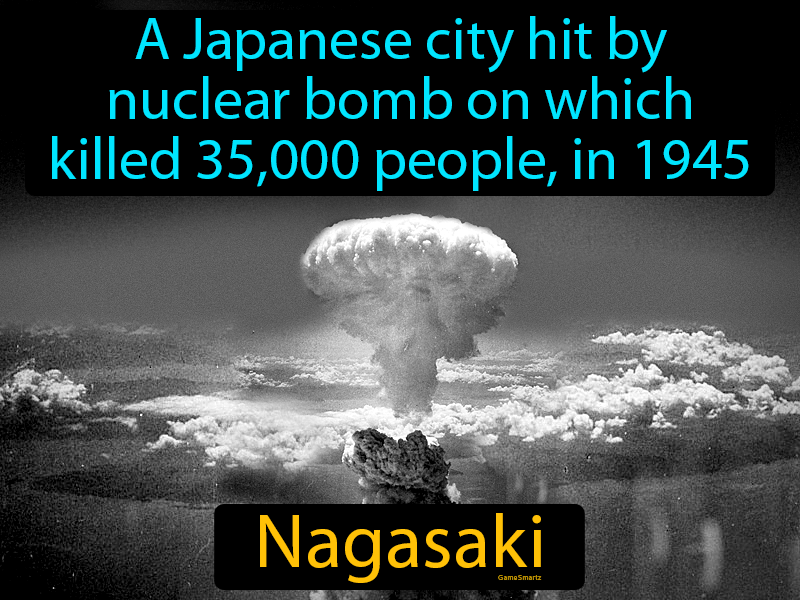 A Japanese city hit by
nuclear bomb on which
killed 35,000 people, in 1945
Nagasaki
GameSmartz